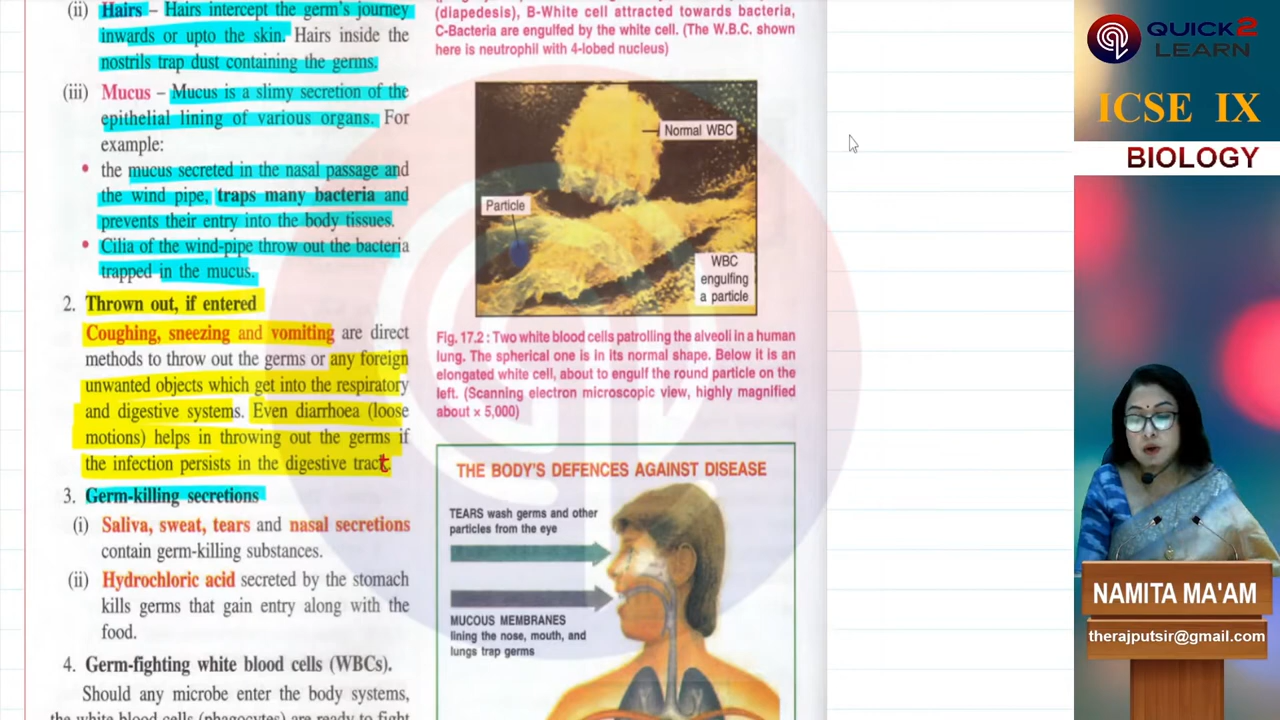 (ii) Hairs – Hairs intercept the germ's journey
inwards or upto the skin. Hairs inside the
nostrils trap dust containing the germs.
(iii) Mucus – Mucus is a slimy secretion of the
epithelial lining of various organs. For
example:
• the mucus secreted in the nasal passage and
the wind pipe, traps many bacteria and
prevents their entry into the body tissues.
• Cilia of the wind-pipe throw out the bacteria
trapped in the mucus.
2. Thrown out, if entered
Coughing, sneezing and vomiting are direct
methods to throw out the germs or any foreign
unwanted objects which get into the respiratory
and digestive systems. Even diarrhoea (loose
motions) helps in throwing out the germs if
the infection persists in the digestive tract
3. Germ-killing secretions
(i) Saliva, sweat, tears and nasal secretions
contain germ-killing substances.
(ii) Hydrochloric acid secreted by the stomach
kills germs that gain entry along with the
food.
4. Germ-fighting white blood cells (WBCs).
Should any microbe enter the body systems,
the white blood cells (phagocytes) are ready to fight
(diapedesis), B-White cell attracted towards bacteria,
C-Bacteria are engulfed by the white cell. (The W.B.C. shown
here is neutrophil with 4-lobed nucleus)
Normal WBC
Particle
WBC
engulfing
a particle
Fig. 17.2 : Two white blood cells patrolling the alveoli in a human
lung. The spherical one is in its normal shape. Below it is an
elongated white cell, about to engulf the round particle on the
left. (Scanning electron microscopic view, highly magnified
about × 5,000)
THE BODY'S DEFENCES AGAINST DISEASE
TEARS wash germs and other
particles from the eye
MUCOUS MEMBRANES
lining the nose, mouth, and
lungs trap germs
QUICK2
LEARN
ICSE IX
BIOLOGY
NAMITA MA'AM
therajputsir@gmail.com